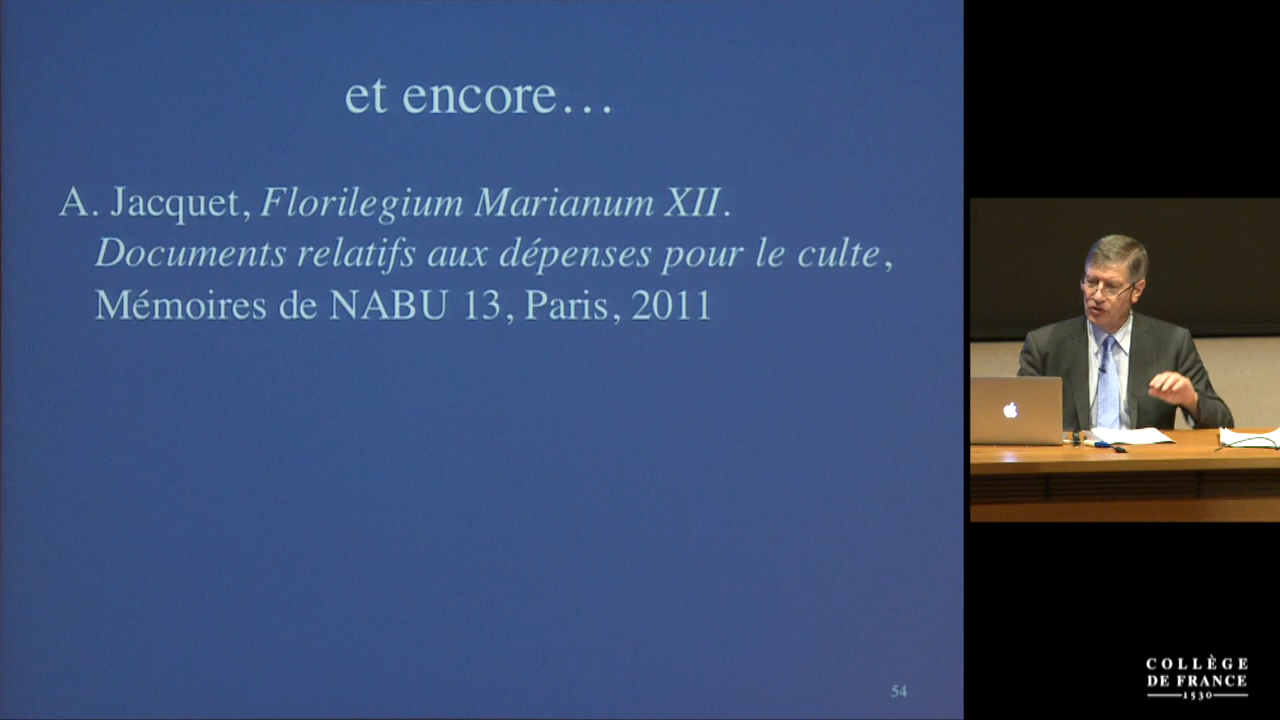 et encore…
A. Jacquet, Florilegium Marianum XII.
Documents relatifs aux dépenses pour le culte,
Mémoires de NABU 13, Paris, 2011
54
COLLÈGE
DE FRANCE
1530